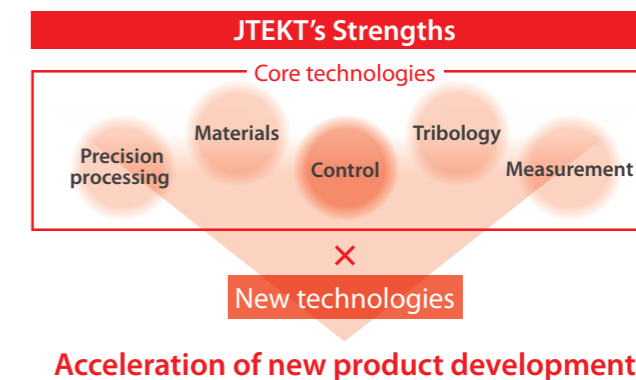 JTEKT’s Strengths
Core technologies
Materials
Tribology
Precision
processing
Control
Measurement
×
New technologies
Acceleration of new product development